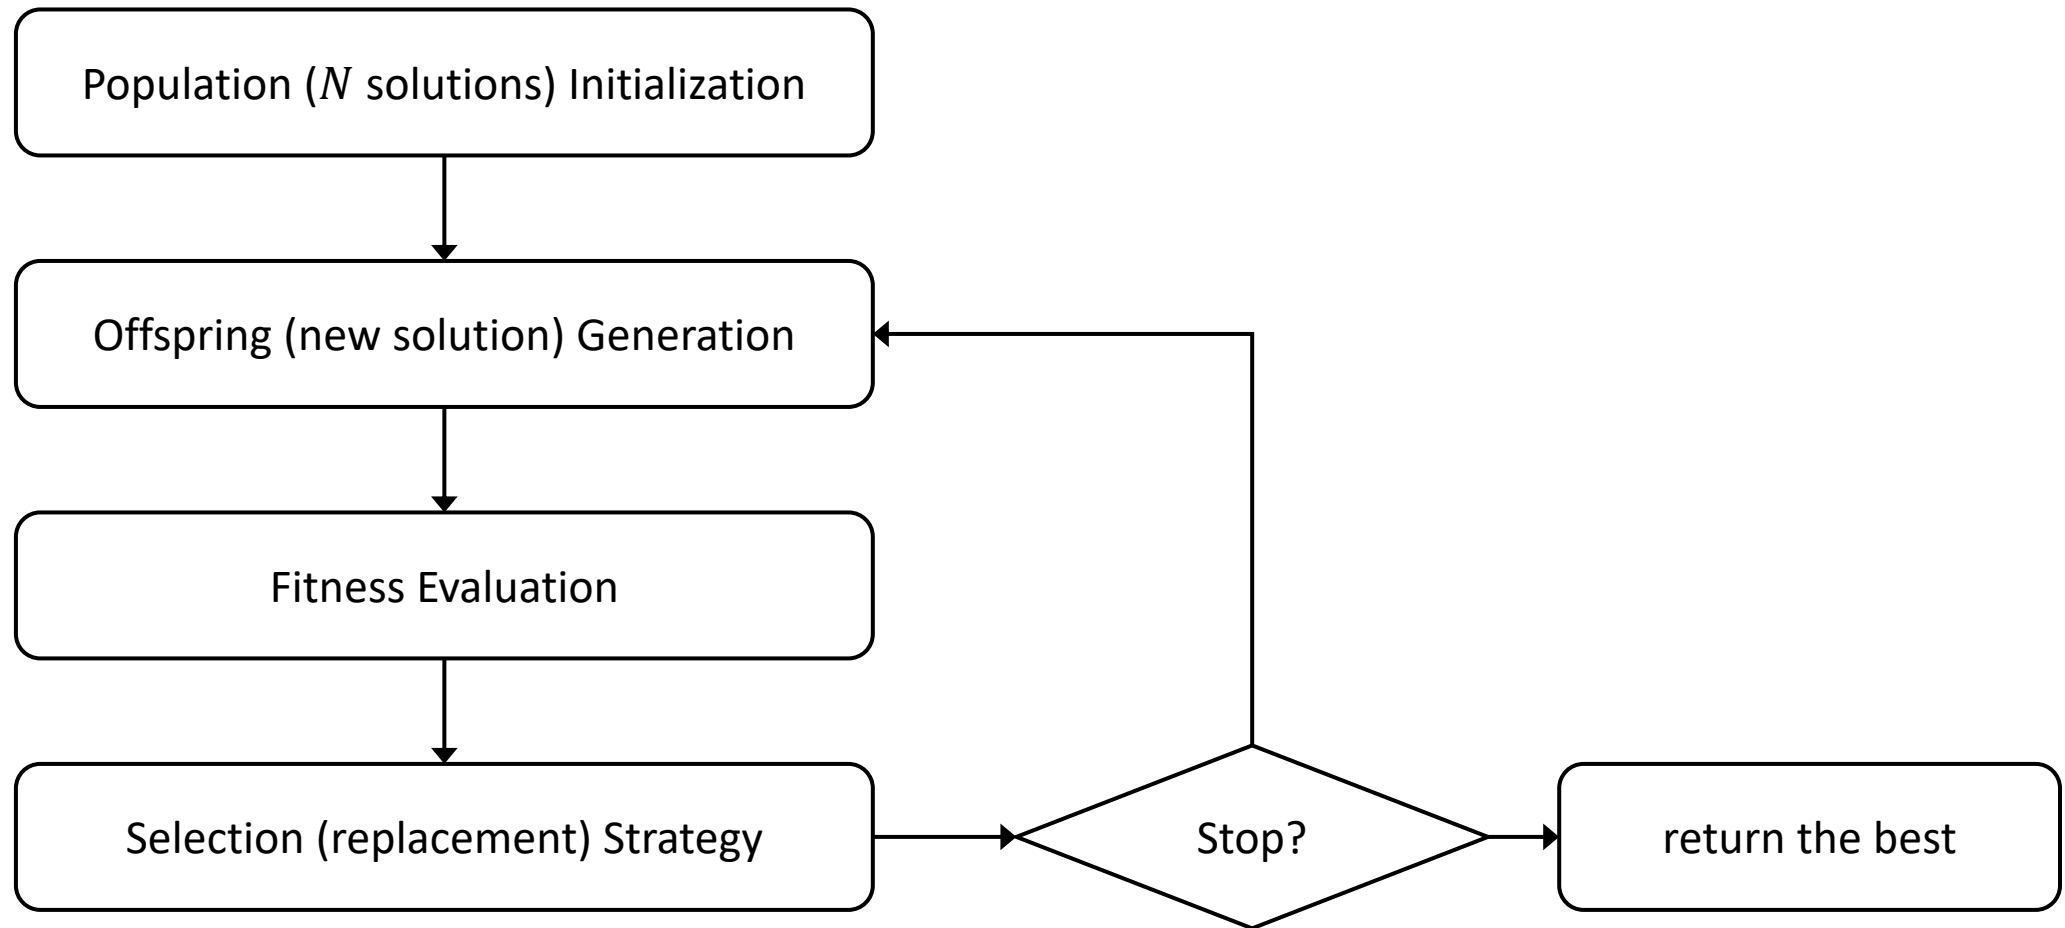 Population (N solutions) Initialization
Offspring (new solution) Generation
Fitness Evaluation
Selection (replacement) Strategy
Stop?
return the best